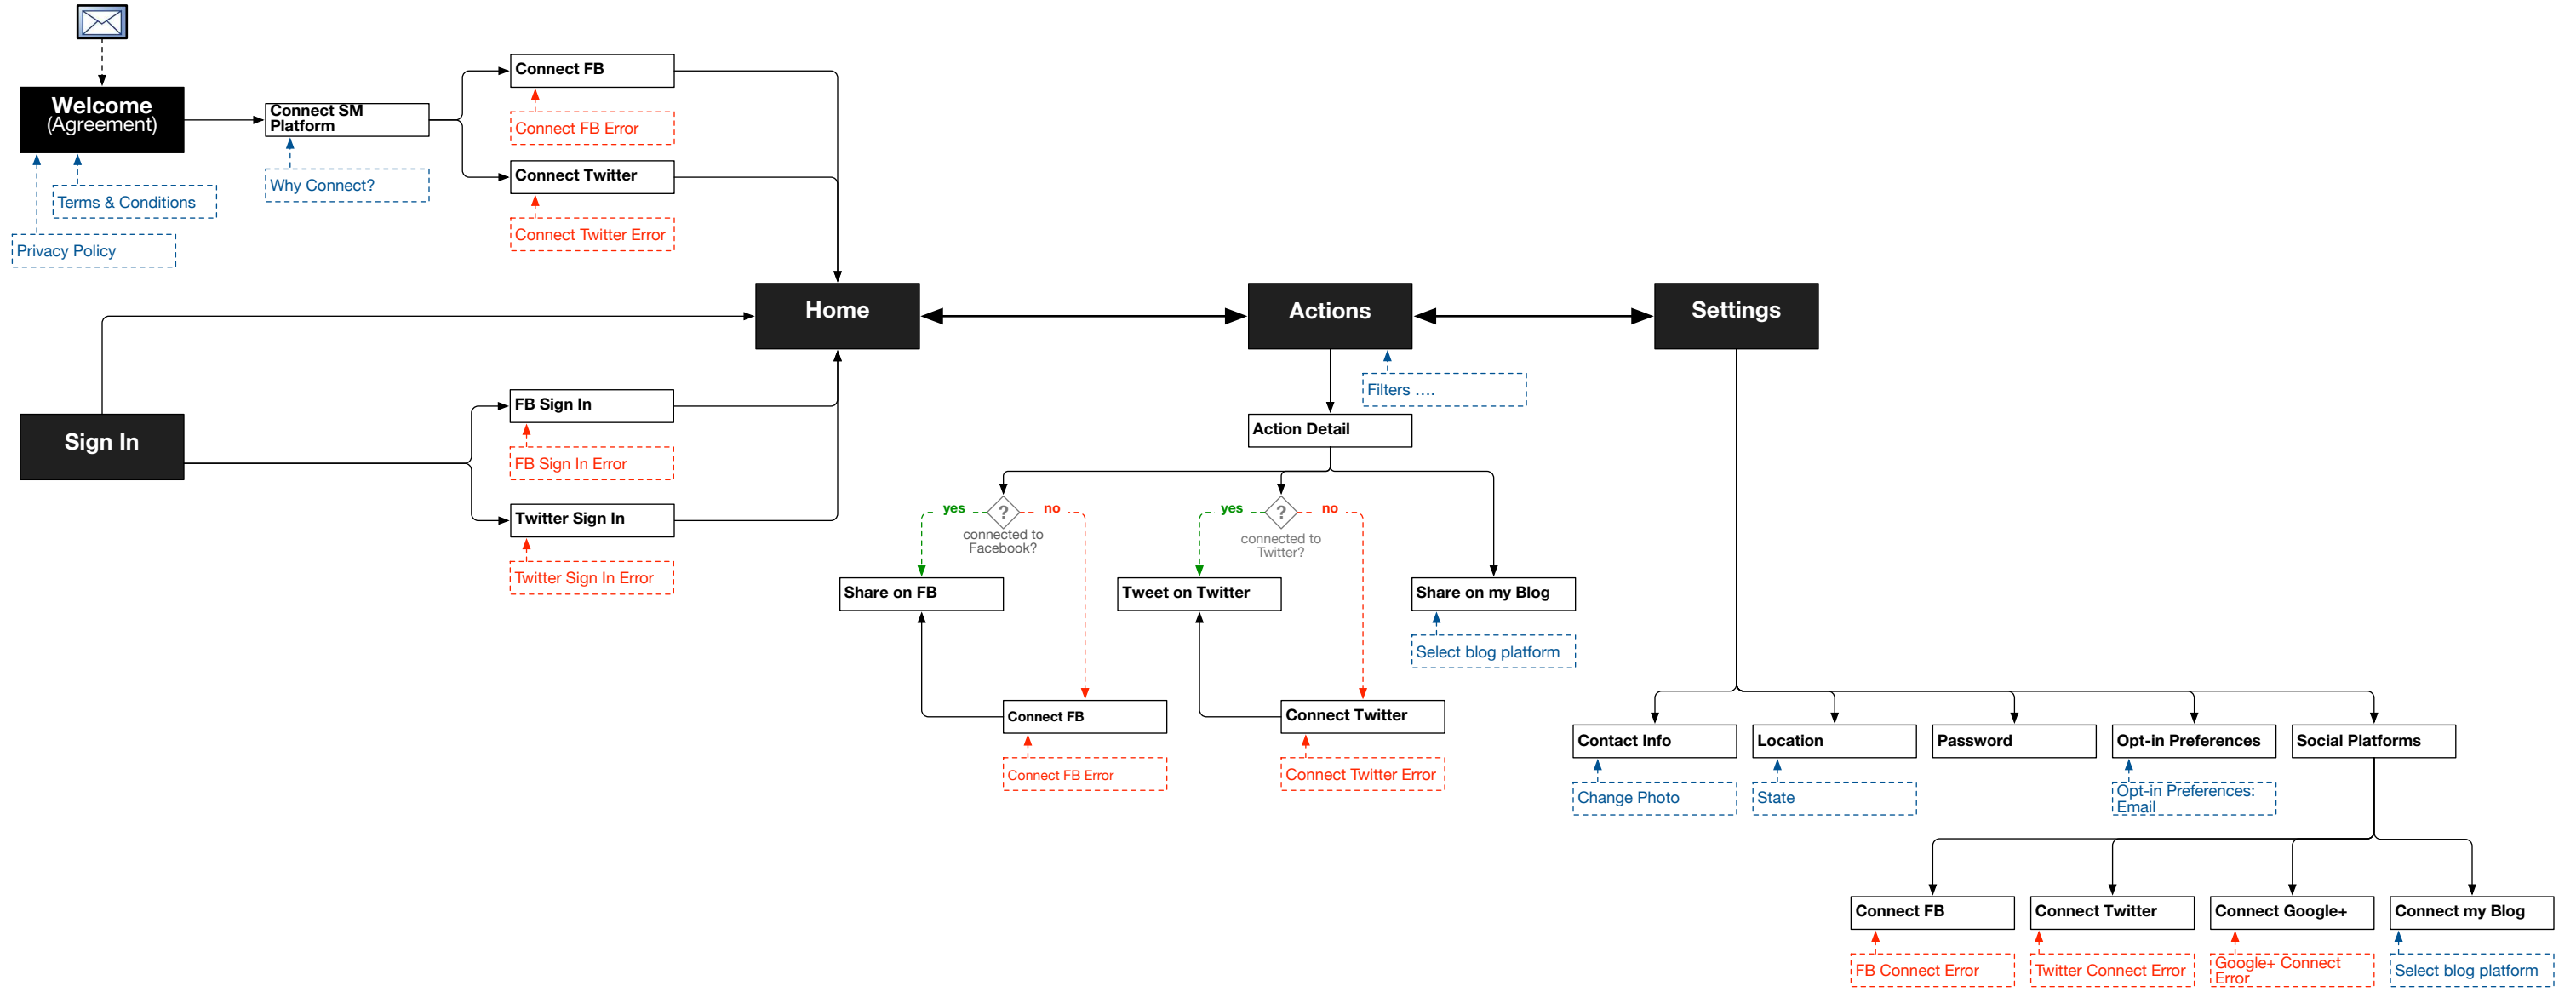 Welcome
(Agreement)
Connect SM
Platform
Connect FB
Connect FB Error
Connect Twitter
Connect Twitter Error
Why Connect?
Terms & Conditions
Privacy Policy
Home
Actions
Settings
Filters ....
Sign In
FB Sign In
FB Sign In Error
Twitter Sign In
Twitter Sign In Error
Action Detail
yes
?
no
connected to
Facebook?
yes
?
no
connected to
Twitter?
Share on FB
Tweet on Twitter
Share on my Blog
Select blog platform
Connect FB
Connect FB Error
Connect Twitter
Connect Twitter Error
Contact Info
Location
Password
Opt-in Preferences
Social Platforms
Change Photo
State
Opt-in Preferences:
Email
Connect FB
Connect Twitter
Connect Google+
Connect my Blog
FB Connect Error
Twitter Connect Error
Google+ Connect
Error
Select blog platform